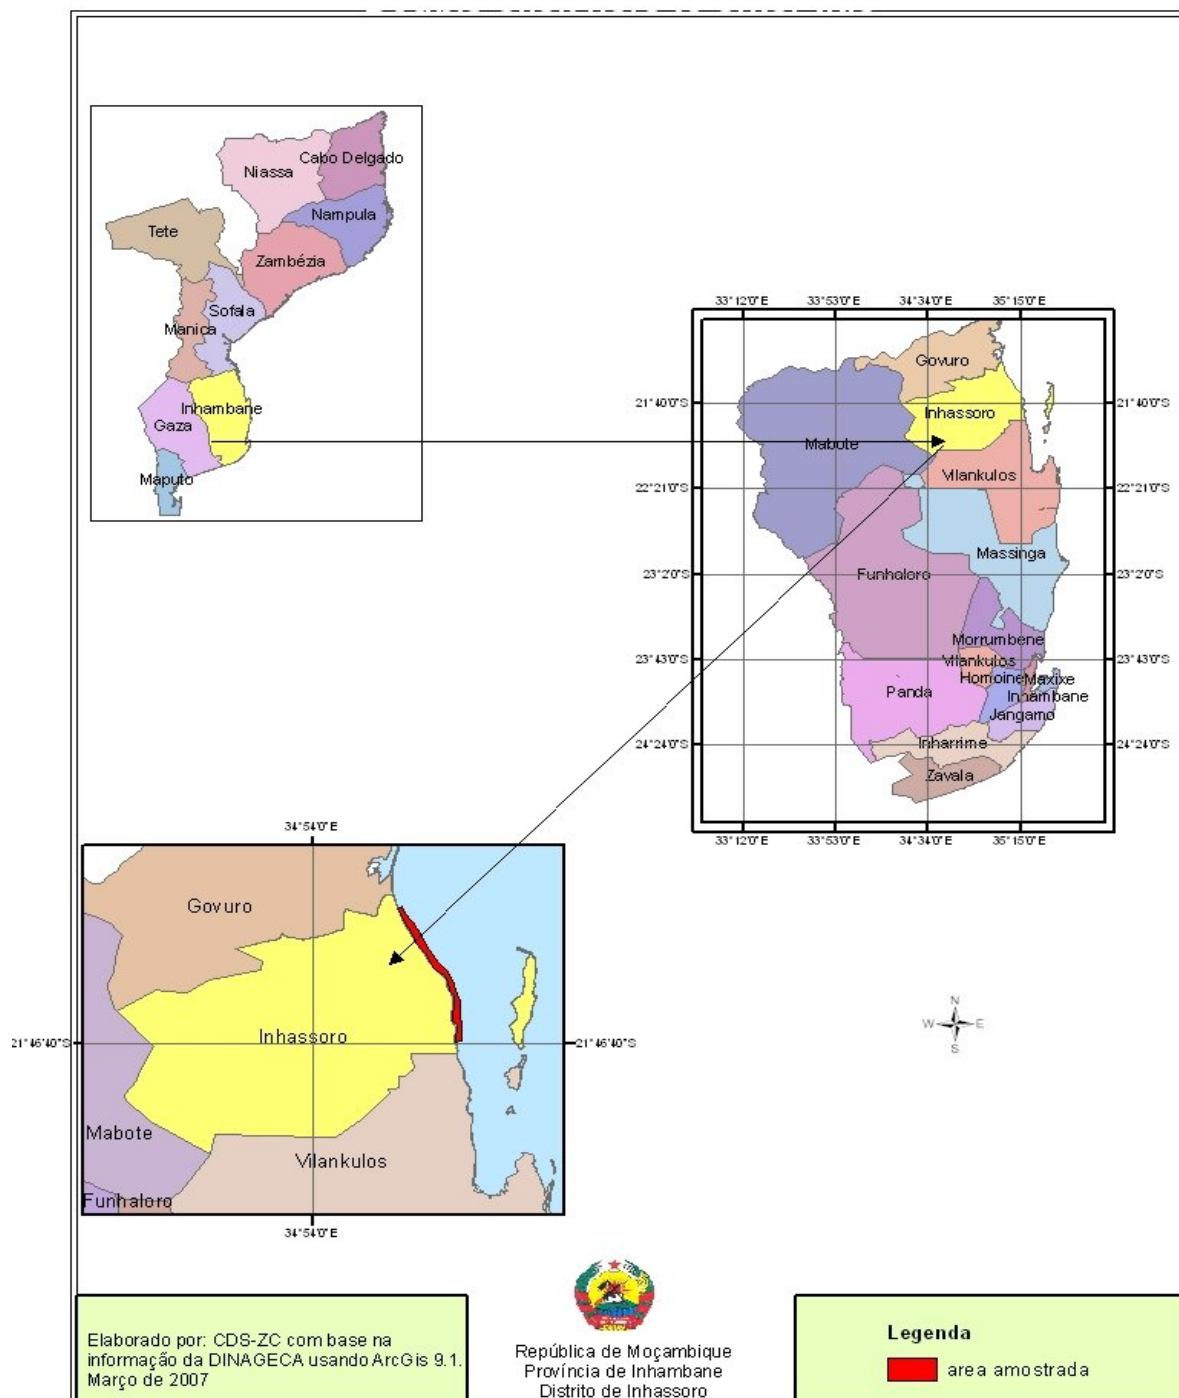 Niassa
Cabo Delgado
Nampula
Tete
Zambézia
Sofala
Manica
Inhambane
Gaza
Maputo
33°12'0"E 33°53'0"E 34°34'0"E 35°15'0"E
Govuro
21°40'0"S 21°40'0"S
Inhassoro
Mabote
Vilankulos
22°21'0"S 22°21'0"S
Massinga
Funhaloro
23°2'0"S 23°2'0"S
Morrumbene
23°43'0"S 23°43'0"S
Vilankulos
Homoine
Maxixe
Panda
Inhambane
Jangamo
24°24'0"S 24°24'0"S
Inharrime
Zavala
33°12'0"E 33°53'0"E 34°34'0"E 35°15'0"E
34°54'0"E
Govuro
Inhassoro
21°46'40"S 21°46'40"S
Mabote
Vilankulos
Funhaloro
34°54'0"E
N
W E
S
Elaborado por: CDS-ZC com base na
informação da DINAGECA usando ArcGis 9.1.
Março de 2007
República de Moçambique
Província de Inhambane
Distrito de Inhassoro
Legenda
area amostrada